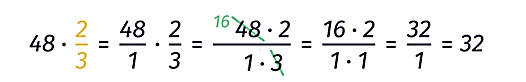 48 · 2/3 = 48/1 · 2/3 = 16 48 · 2/1 · 3 = 16 · 2/1 · 1 = 32/1 = 32